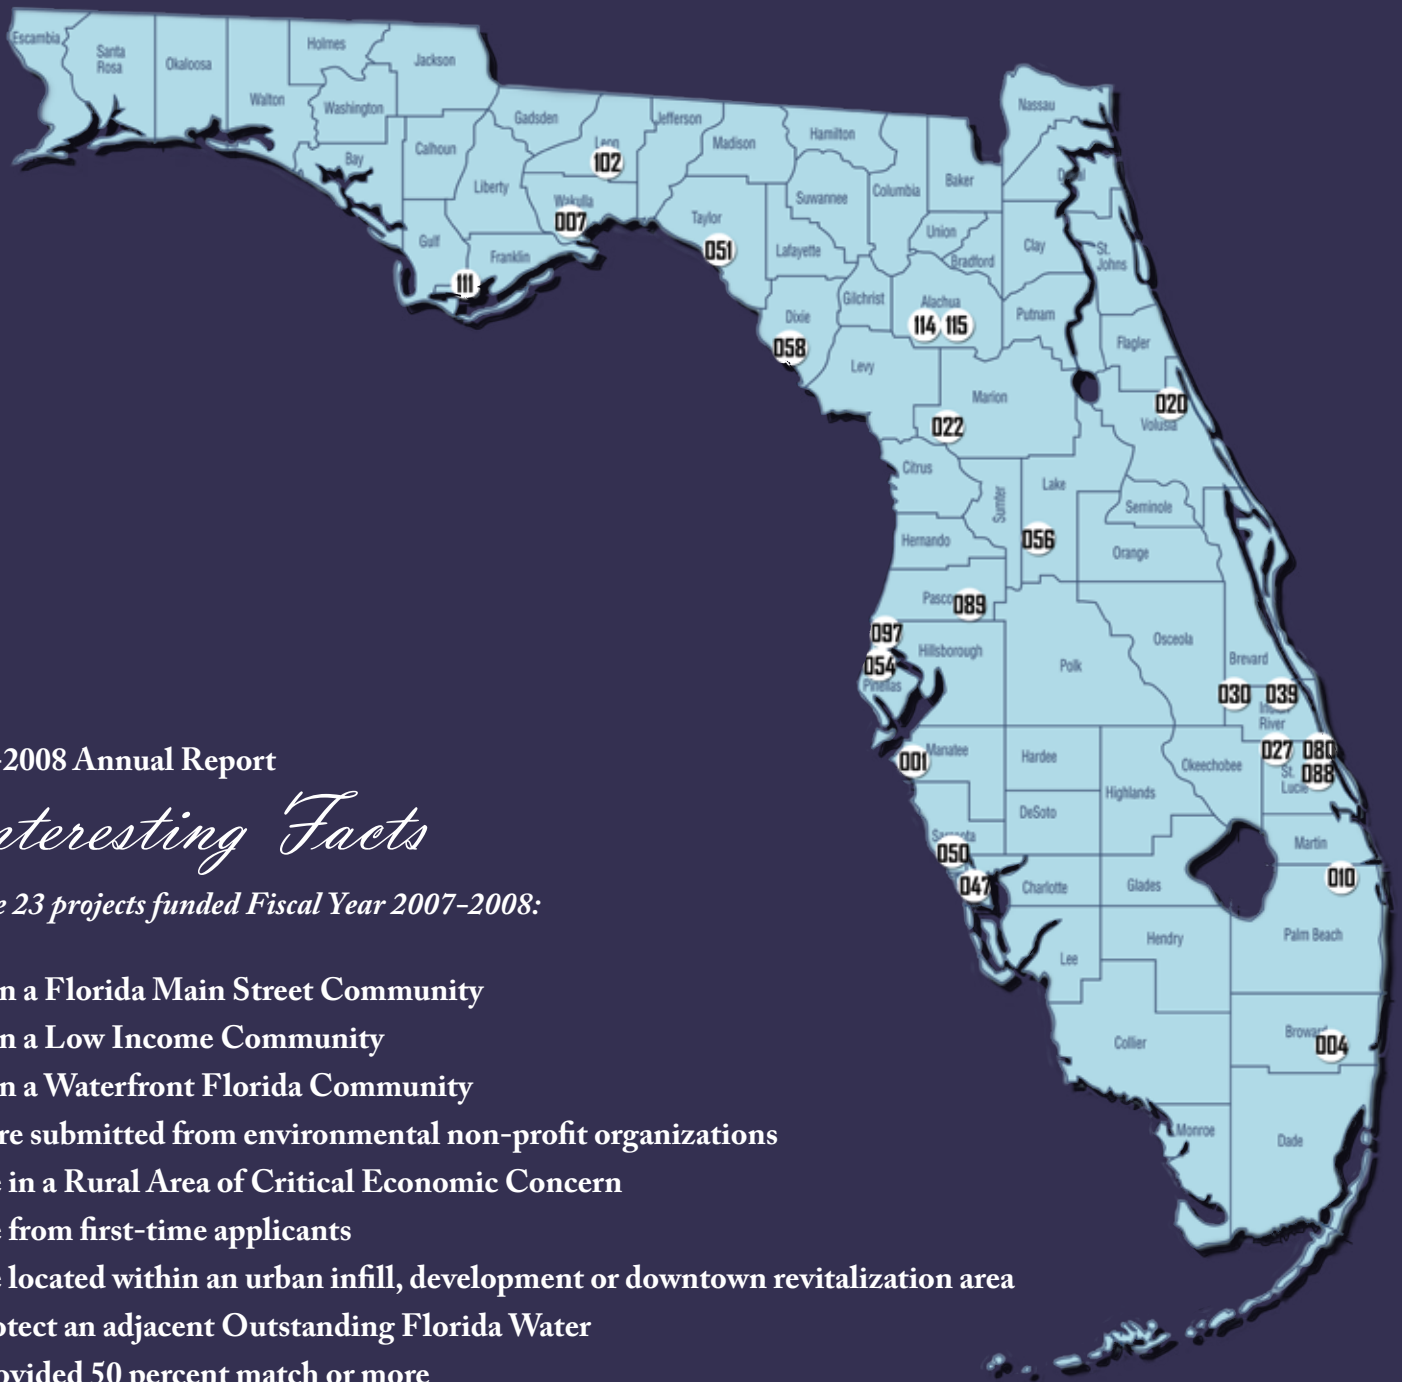 Escambia
Santa
Rosa
Okaloosa
Walton
Holmes
Washington
Jackson
Bay
Calhoun
Gulf
Liberty
Gadsden
Franklin
111
Leon
102
Wakulla
007
Jefferson
Madison
Taylor
051
Hamilton
Suwannee
Lafayette
Dixie
058
Columbia
Gilchrist
Levy
Baker
Union
Bradford
Alachua
114 115
Nassau
Duval
Clay
St.
Johns
Putnam
Flagler
Marion
022
020
Volusia
Citrus
Sumter
Lake
056
Seminole
Orange
Hernando
Pasco 089
097
054
Pinellas
Hillsborough
Polk
Osceola
Brevard
030 039
Indian
River
027 080
088
St.
Lucie
001 Manatee
Hardee
DeSoto
Highlands
Okeechobee
Sarasota
050
047
Charlotte
Glades
Martin
010
Palm Beach
Lee
Hendry
Collier
Broward
004
Monroe
Dade
-2008 Annual Report
nteresting Facts
e 23 projects funded Fiscal Year 2007-2008:
n a Florida Main Street Community
n a Low Income Community
n a Waterfront Florida Community
re submitted from environmental non-profit organizations
e in a Rural Area of Critical Economic Concern
e from first-time applicants
e located within an urban infill, development or downtown revitalization area
otect an adjacent Outstanding Florida Water
ovided 50 percent match or more